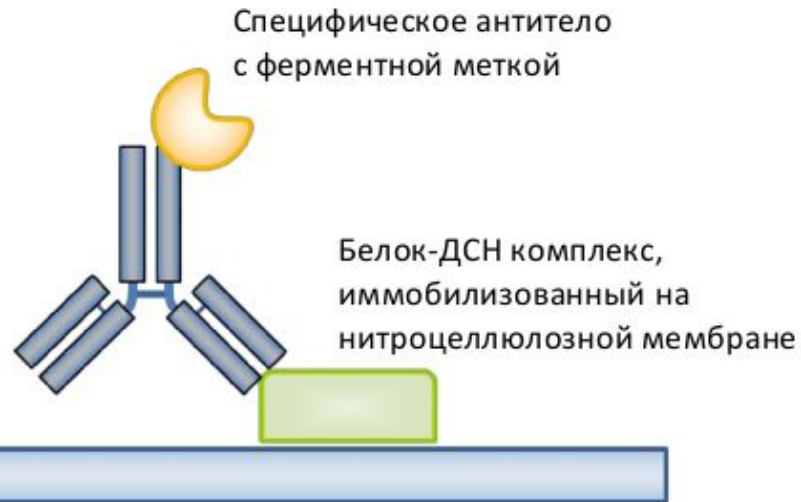 Специфическое антитело
с ферментной меткой
Белок-ДСН комплекс,
иммобилизованный на
нитроцеллюлозной мембране